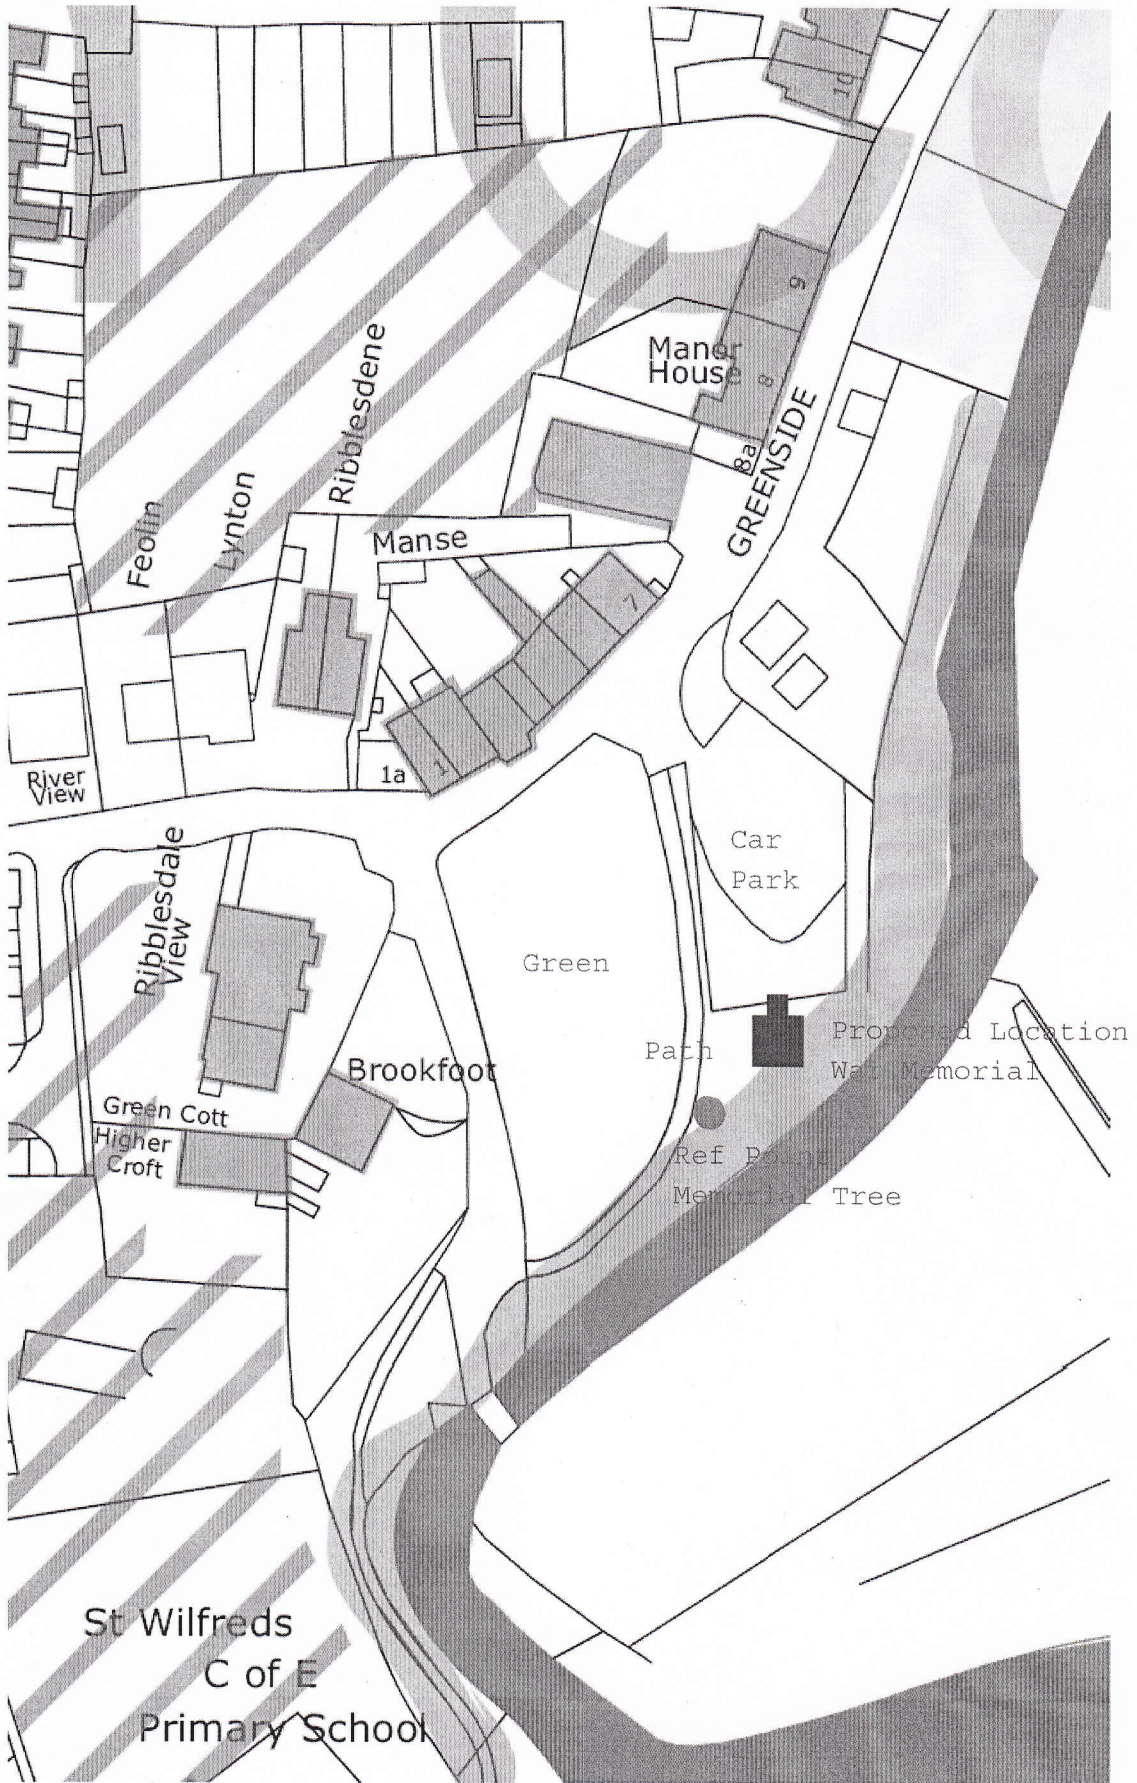 10
9
Manor
House
8
8a
GREENSIDE
Ribblesdene
Lynton
Feolin
Manse
7
1
1a
River
View
Ribblesdale
View
Car
Park
Green
Path
Proposed Location
War Memorial
Brookfoot
Green Cott
Higher
Croft
Ref Point
Memorial Tree
St Wilfreds
C of E
Primary School